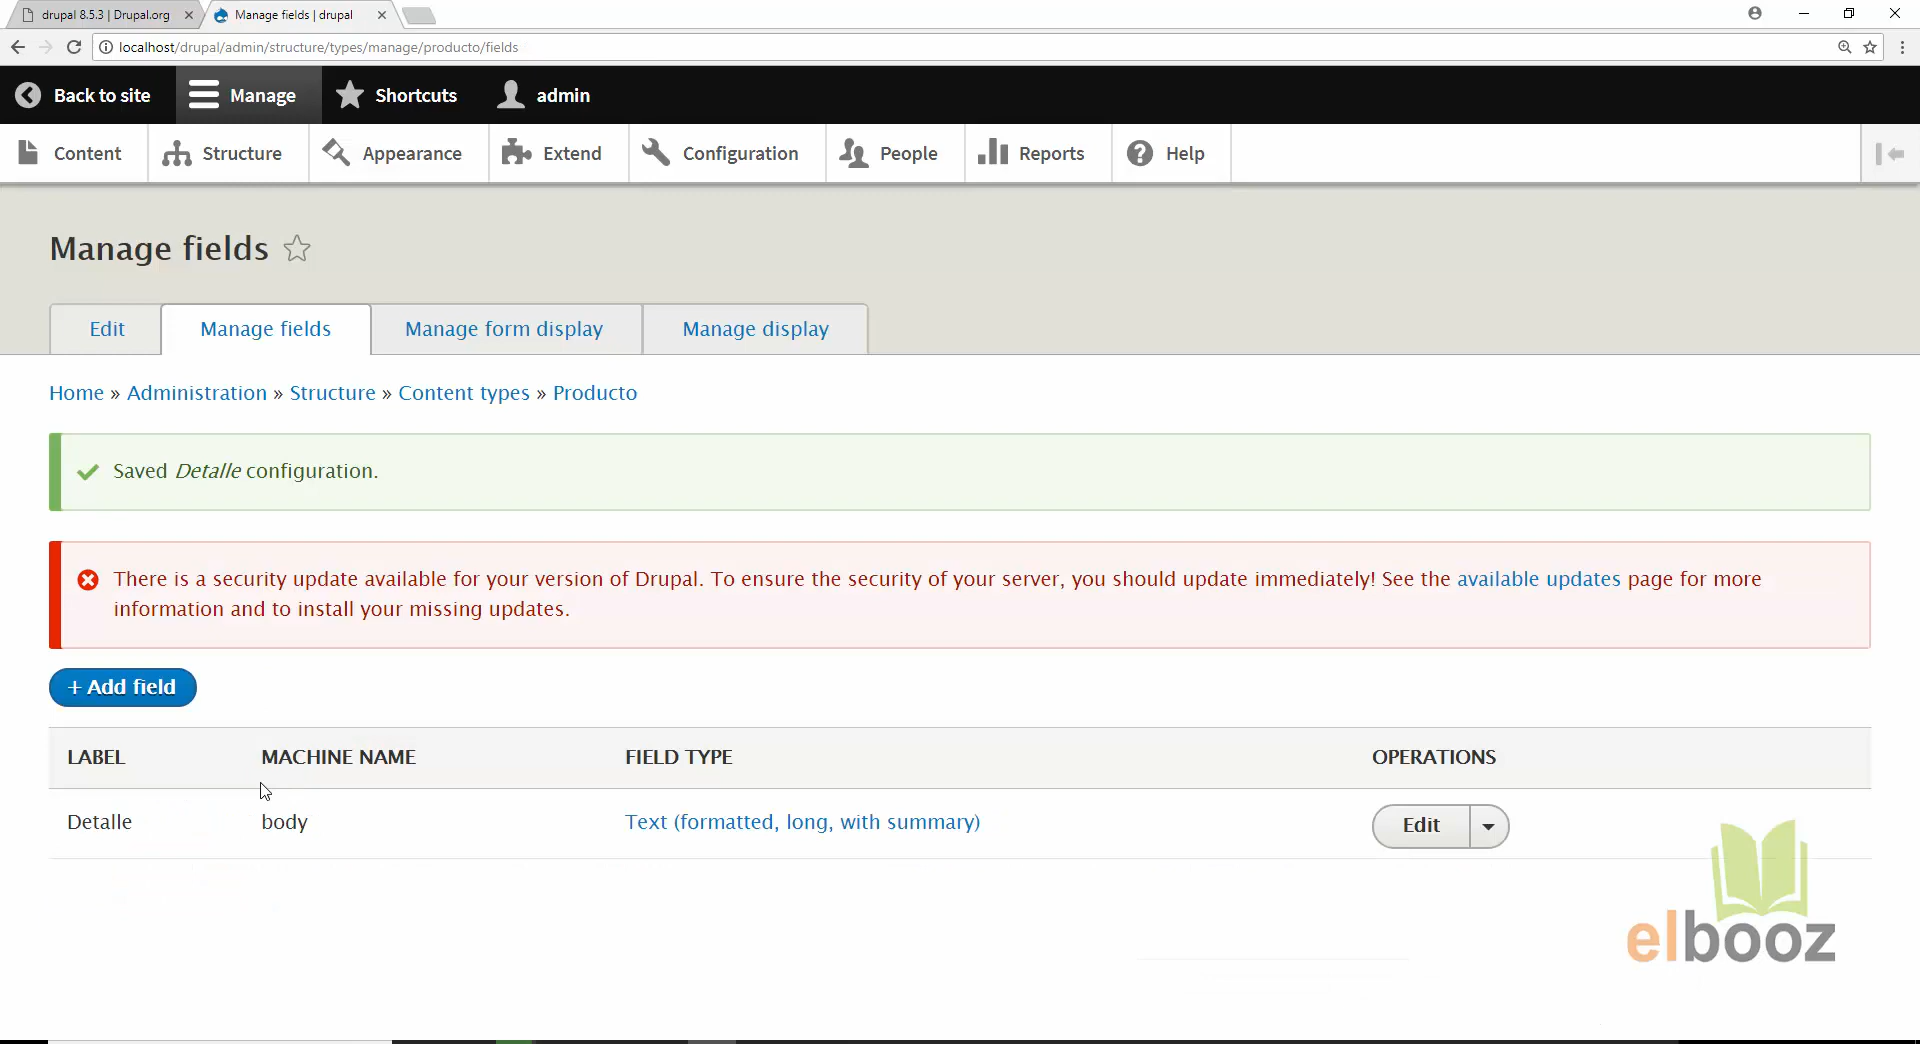 drupal 8.5.3 | Drupal.org
Manage fields | drupal
localhost/drupal/admin/structure/types/manage/producto/fields
Back to site Manage Shortcuts admin
Content Structure Appearance Extend Configuration People Reports Help
Manage fields
Edit Manage fields Manage form display Manage display
Home » Administration » Structure » Content types » Producto
Saved Detalle configuration.
There is a security update available for your version of Drupal. To ensure the security of your server, you should update immediately! See the available updates page for more
information and to install your missing updates.
+ Add field
LABEL MACHINE NAME FIELD TYPE OPERATIONS
Detalle body Text (formatted, long, with summary) Edit
elbooz